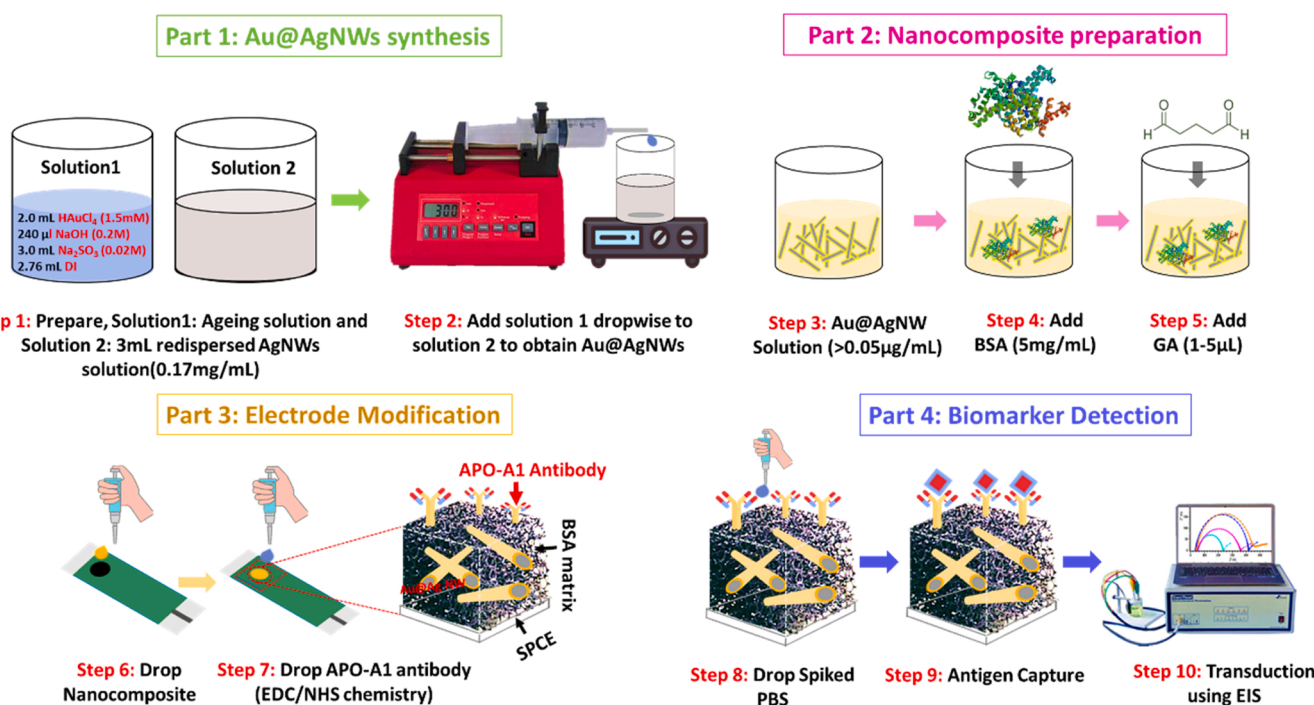 Part 1: Au@AgNWs synthesis
Part 2: Nanocomposite preparation
Solution1
2.0 mL HAuCl₄ (1.5mM)
240 µl NaOH (0.2M)
3.0 mL Na₂SO₃ (0.02M)
2.76 mL DI
Solution 2
300
O
H
O
H
p 1: Prepare, Solution1: Ageing solution and
Solution 2: 3mL redispersed AgNWs
solution(0.17mg/mL)
Step 2: Add solution 1 dropwise to
solution 2 to obtain Au@AgNWs
Step 3: Au@AgNW
Solution (>0.05µg/mL)
Step 4: Add
BSA (5mg/mL)
Step 5: Add
GA (1-5µL)
Part 3: Electrode Modification
Part 4: Biomarker Detection
APO-A1 Antibody
BSA matrix
Au@Ag NW
SPCE
Step 6: Drop
Nanocomposite
Step 7: Drop APO-A1 antibody
(EDC/NHS chemistry)
Step 8: Drop Spiked
PBS
Step 9: Antigen Capture
Step 10: Transduction
using EIS